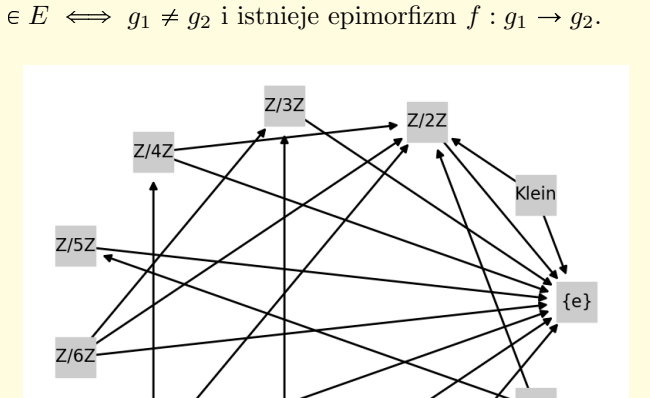 ∈ E ⟺ g₁ ≠ g₂ i istnieje epimorfizm f : g₁ → g₂.
Z/3Z
Z/2Z
Z/4Z
Klein
Z/5Z
{e}
Z/6Z